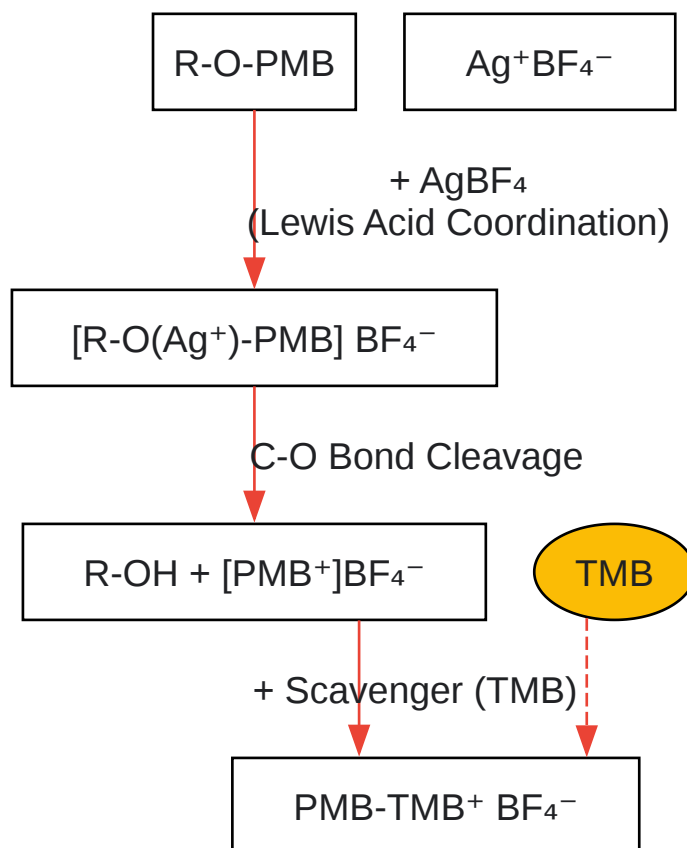 R-O-PMB
Ag⁺BF₄⁻
+ AgBF₄
(Lewis Acid Coordination)
[R-O(Ag⁺)-PMB] BF₄⁻
C-O Bond Cleavage
R-OH + [PMB⁺]BF₄⁻
TMB
+ Scavenger (TMB)
PMB-TMB⁺ BF₄⁻